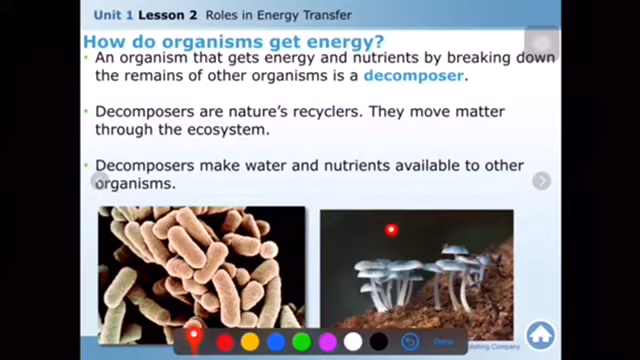 Unit 1 Lesson 2 Roles in Energy Transfer
How do organisms get energy?
• An organism that gets energy and nutrients by breaking down
the remains of other organisms is a decomposer.
• Decomposers are nature's recyclers. They move matter
through the ecosystem.
• Decomposers make water and nutrients available to other
organisms.
Done
Company